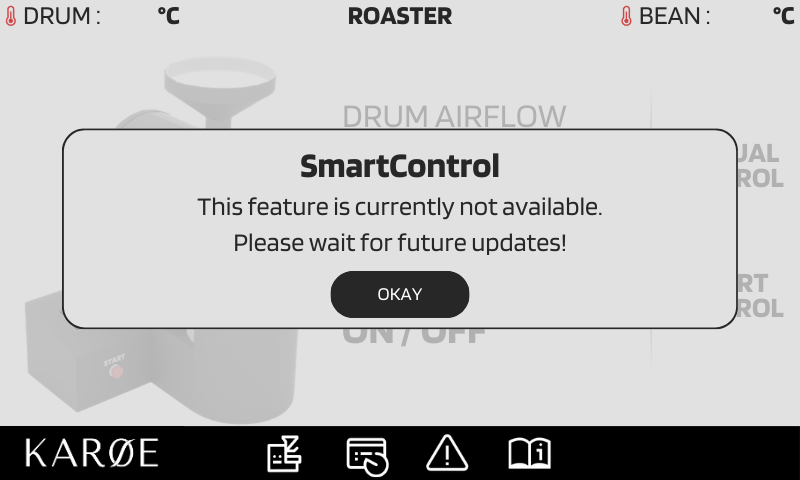 DRUM : °C
ROASTER
BEAN : °C
DRUM AIRFLOW
SmartControl
This feature is currently not available.
Please wait for future updates!
OKAY
UAL
ROL
RT
ROL
ON / OFF
START
KARØE